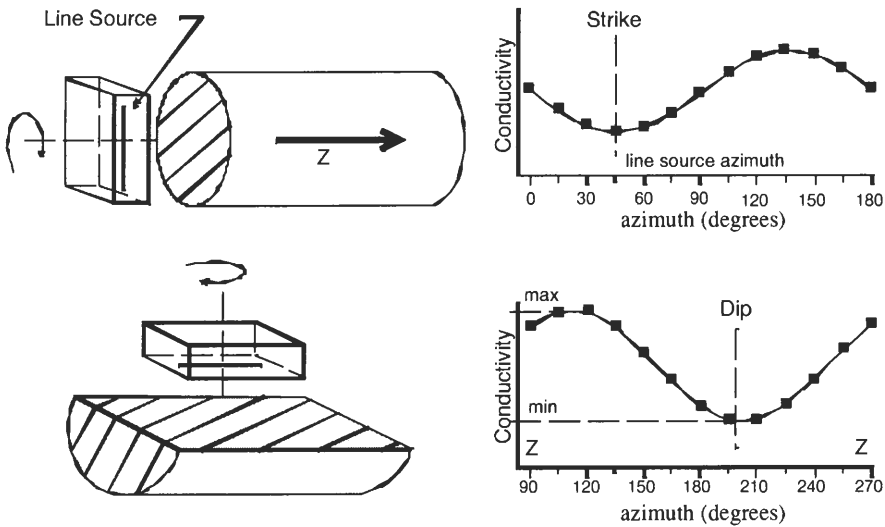 Line Source
Z
Strike
Conductivity
line source azimuth
0 30 60 90 120 150 180
azimuth (degrees)
max
Dip
min
Conductivity
Z Z
90 120 150 180 210 240 270
azimuth (degrees)